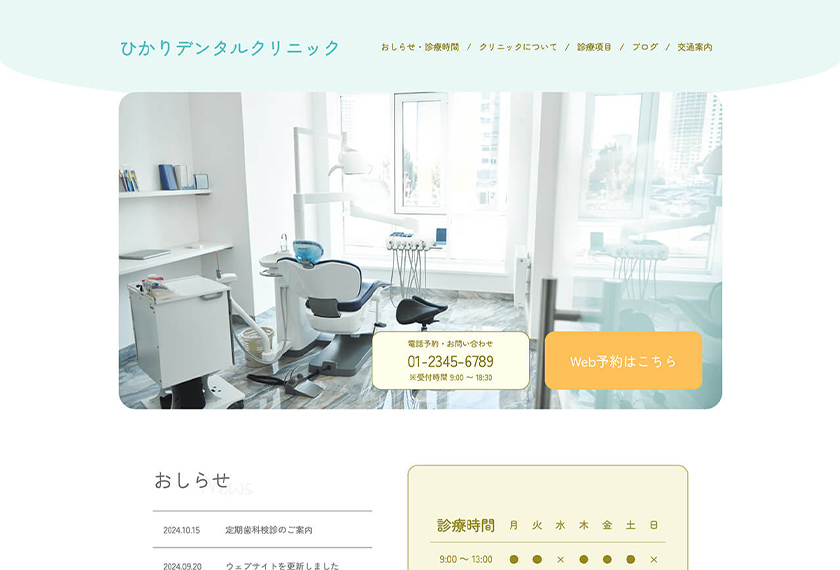 ひかりデンタルクリニック
おしらせ・診療時間 / クリニックについて / 診療項目 / ブログ / 交通案内
電話予約・お問い合わせ
01-2345-6789
※受付時間 9:00 〜 18:30
Web予約はこちら
おしらせ
News
2024.10.15 定期歯科検診のご案内
2024.09.20 ウェブサイトを更新しました
診療時間 月 火 水 木 金 土 日
9:00 〜 13:00 ● ● × ● ● ● ×